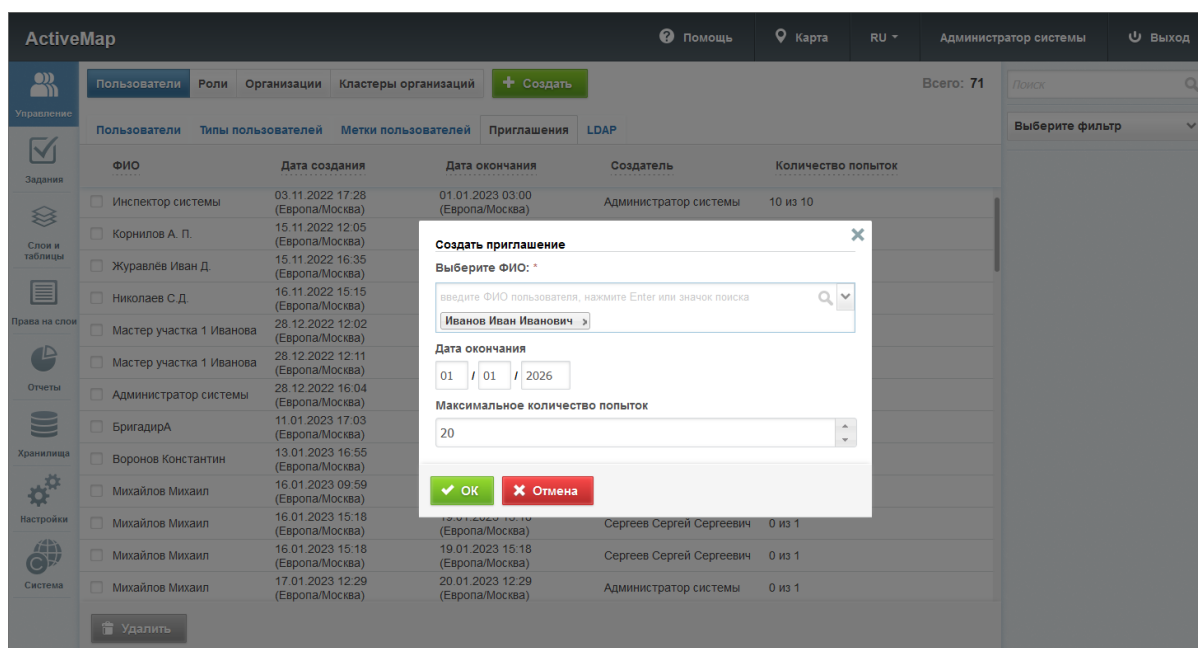 ActiveMap
Помощь
Карта
RU
Администратор системы
Выход
Управление
Задания
Слои и
таблицы
Права на слои
Отчеты
Хранилища
Настройки
Система
Пользователи Роли Организации Кластеры организаций Создать
Всего: 71
Пользователи Типы пользователей Метки пользователей Приглашения LDAP
Поиск
Выберите фильтр
ФИО Дата создания Дата окончания Создатель Количество попыток
Инспектор системы 03.11.2022 17:28 01.01.2023 03:00 Администратор системы 10 из 10
(Европа/Москва) (Европа/Москва)
Корнилов А. П. 15.11.2022 12:05
(Европа/Москва)
Журавлёв Иван Д. 15.11.2022 16:35
(Европа/Москва)
Николаев С.Д. 16.11.2022 15:15
(Европа/Москва)
Мастер участка 1 Иванова 28.12.2022 12:02
(Европа/Москва)
Мастер участка 1 Иванова 28.12.2022 12:11
(Европа/Москва)
Администратор системы 28.12.2022 16:04
(Европа/Москва)
БригадирА 11.01.2023 17:03
(Европа/Москва)
Воронов Константин 13.01.2023 16:55
(Европа/Москва)
Михайлов Михаил 16.01.2023 09:59
(Европа/Москва)
Михайлов Михаил 16.01.2023 15:18 19.01.2023 15:18 Сергеев Сергей Сергеевич 0 из 1
(Европа/Москва) (Европа/Москва)
Михайлов Михаил 16.01.2023 15:18 19.01.2023 15:18 Сергеев Сергей Сергеевич 0 из 1
(Европа/Москва) (Европа/Москва)
Михайлов Михаил 17.01.2023 12:29 20.01.2023 12:29 Администратор системы 0 из 1
(Европа/Москва) (Европа/Москва)
Удалить
Создать приглашение
Выберите ФИО: *
введите ФИО пользователя, нажмите Enter или значок поиска
Иванов Иван Иванович
Дата окончания
01 / 01 / 2026
Максимальное количество попыток
20
ОК Отмена